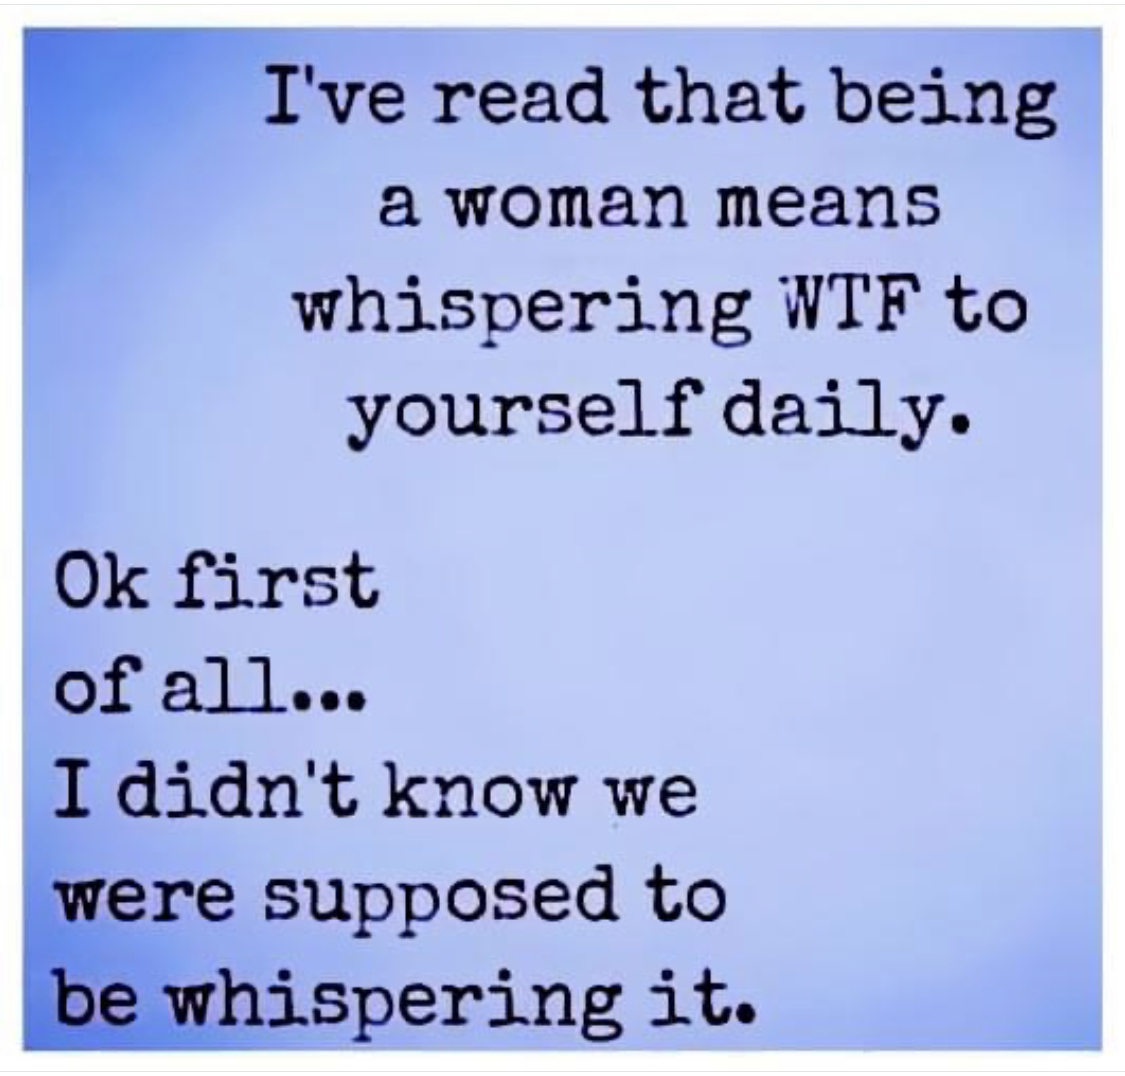 I've read that being
a woman means
whispering WTF to
yourself daily.
Ok first
of all...
I didn't know we
were supposed to
be whispering it.